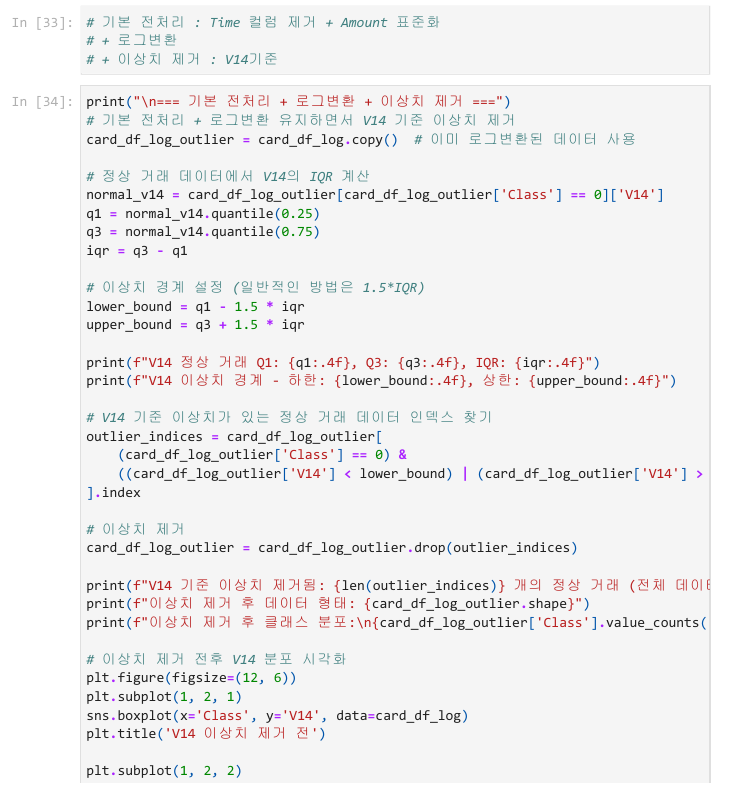 In [33]:
# 기본 전처리 : Time 컬럼 제거 + Amount 표준화
# + 로그변환
# + 이상치 제거 : V14기준
In [34]:
print("\n=== 기본 전처리 + 로그변환 + 이상치 제거 ===")
# 기본 전처리 + 로그변환 유지하면서 V14 기준 이상치 제거
card_df_log_outlier = card_df_log.copy()  # 이미 로그변환된 데이터 사용
# 정상 거래 데이터에서 V14의 IQR 계산
normal_v14 = card_df_log_outlier[card_df_log_outlier['Class'] == 0]['V14']
q1 = normal_v14.quantile(0.25)
q3 = normal_v14.quantile(0.75)
iqr = q3 - q1
# 이상치 경계 설정 (일반적인 방법은 1.5*IQR)
lower_bound = q1 - 1.5 * iqr
upper_bound = q3 + 1.5 * iqr
print(f"V14 정상 거래 Q1: {q1:.4f}, Q3: {q3:.4f}, IQR: {iqr:.4f}")
print(f"V14 이상치 경계 - 하한: {lower_bound:.4f}, 상한: {upper_bound:.4f}")
# V14 기준 이상치가 있는 정상 거래 데이터 인덱스 찾기
outlier_indices = card_df_log_outlier[
    (card_df_log_outlier['Class'] == 0) &
    ((card_df_log_outlier['V14'] < lower_bound) | (card_df_log_outlier['V14'] >
].index
# 이상치 제거
card_df_log_outlier = card_df_log_outlier.drop(outlier_indices)
print(f"V14 기준 이상치 제거됨: {len(outlier_indices)} 개의 정상 거래 (전체 데이
print(f"이상치 제거 후 데이터 형태: {card_df_log_outlier.shape}")
print(f"이상치 제거 후 클래스 분포:\n{card_df_log_outlier['Class'].value_counts(
# 이상치 제거 전후 V14 분포 시각화
plt.figure(figsize=(12, 6))
plt.subplot(1, 2, 1)
sns.boxplot(x='Class', y='V14', data=card_df_log)
plt.title('V14 이상치 제거 전')
plt.subplot(1, 2, 2)